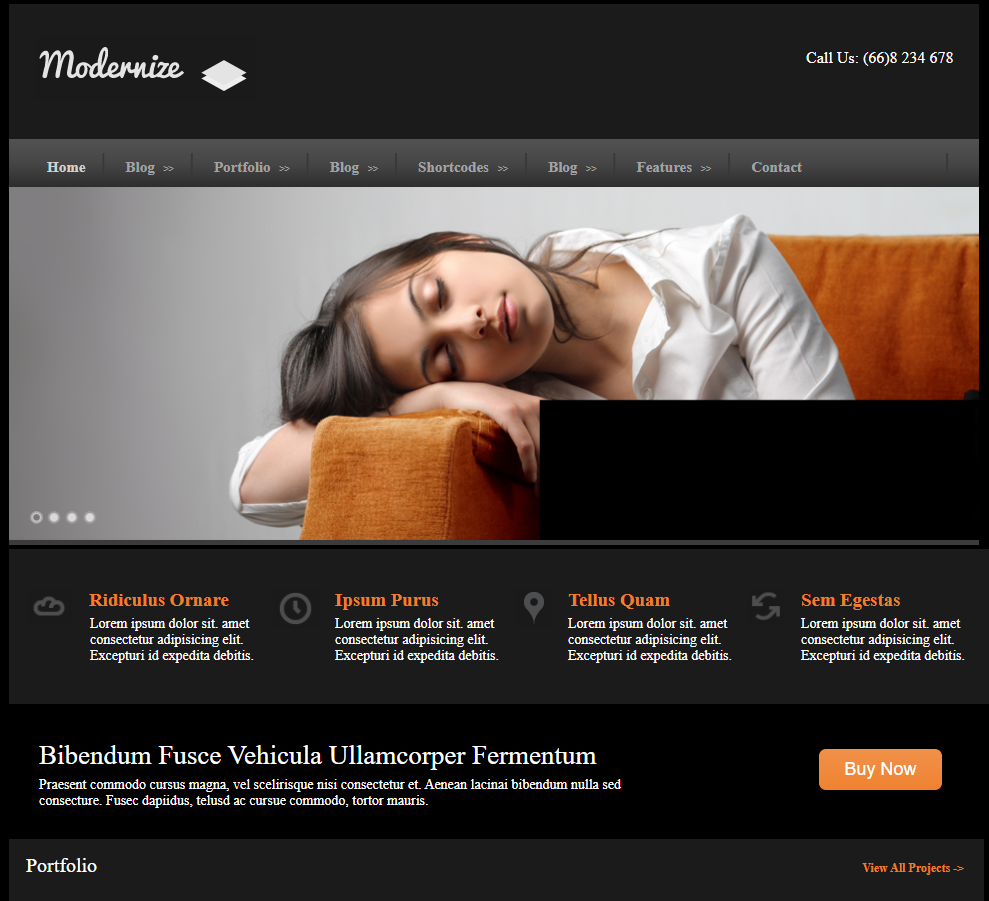 Modernize
Call Us: (66)8 234 678
Home Blog >> Portfolio >> Blog >> Shortcodes >> Blog >> Features >> Contact
Ridiculus Ornare
Lorem ipsum dolor sit. amet
consectetur adipisicing elit.
Excepturi id expedita debitis.
Ipsum Purus
Lorem ipsum dolor sit. amet
consectetur adipisicing elit.
Excepturi id expedita debitis.
Tellus Quam
Lorem ipsum dolor sit. amet
consectetur adipisicing elit.
Excepturi id expedita debitis.
Sem Egestas
Lorem ipsum dolor sit. amet
consectetur adipisicing elit.
Excepturi id expedita debitis.
Bibendum Fusce Vehicula Ullamcorper Fermentum
Praesent commodo cursus magna, vel scelirisque nisi consectetur et. Aenean lacinai bibendum nulla sed
consecture. Fusec dapiidus, telusd ac cursue commodo, tortor mauris.
Buy Now
Portfolio
View All Projects ->